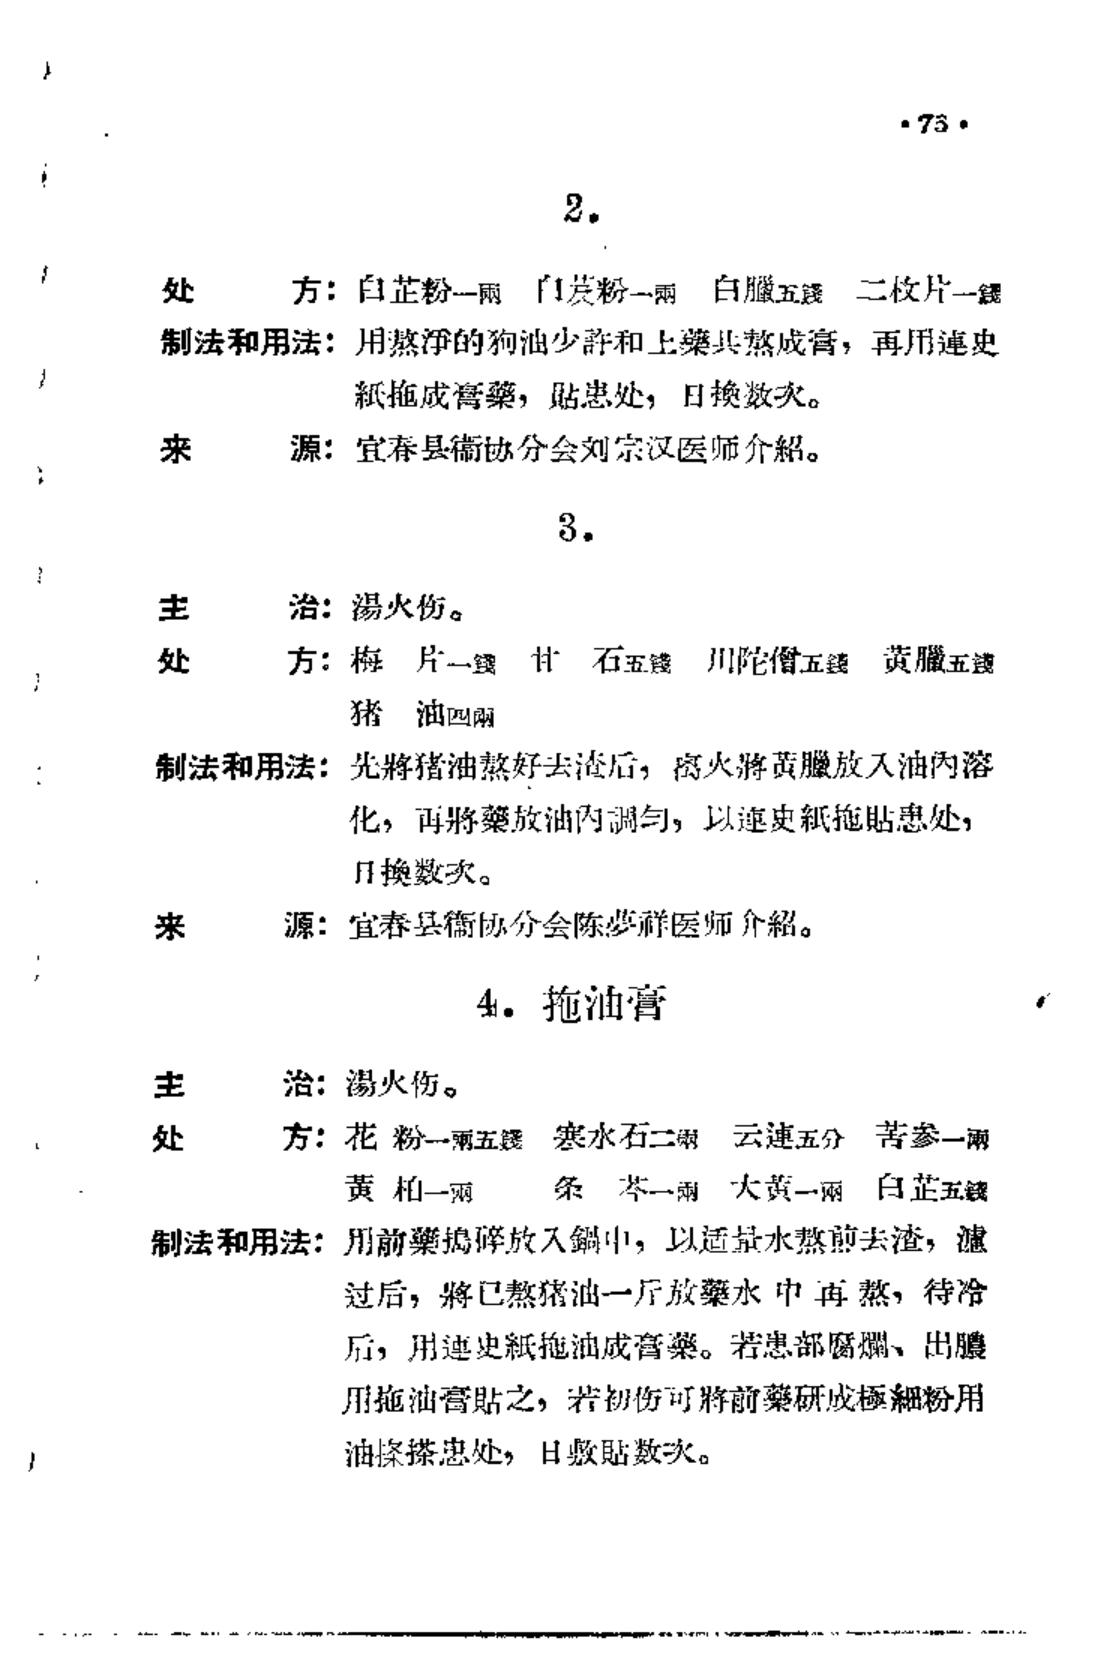 •73•
2.
处　　方：白芷粉一兩　白芨粉一兩　白臘五錢　二枚片一錢
制法和用法：用熬淨的狗油少許和上藥共熬成膏，再用連史
紙拖成膏藥，貼患处，日換数次。
来　　源：宜春县衞协分会刘宗汉医师介紹。
3.
主　　治：湯火伤。
处　　方：梅　片一錢　甘　石五錢　川陀僧五錢　黃臘五錢
猪　油四兩
制法和用法：先將猪油熬好去渣后，离火將黃臘放入油內溶
化，再將藥放油內調勻，以連史紙拖貼患处，
日換数次。
来　　源：宜春县衞协分会陈夢祥医师介紹。
4．拖油膏
主　　治：湯火伤。
处　　方：花 粉一兩五錢　寒水石二兩　云連五分　苦参一兩
黃 柏一兩　条　芩一兩　大黃一兩　白芷五錢
制法和用法：用前藥搗碎放入鍋中，以适量水熬煎去渣，濾
过后，將已熬猪油一斤放藥水中再熬，待冷
后，用連史紙拖油成膏藥。若患部腐爛、出膿
用拖油膏貼之，若初伤可將前藥研成極細粉用
油搽搭患处，日敷貼数次。